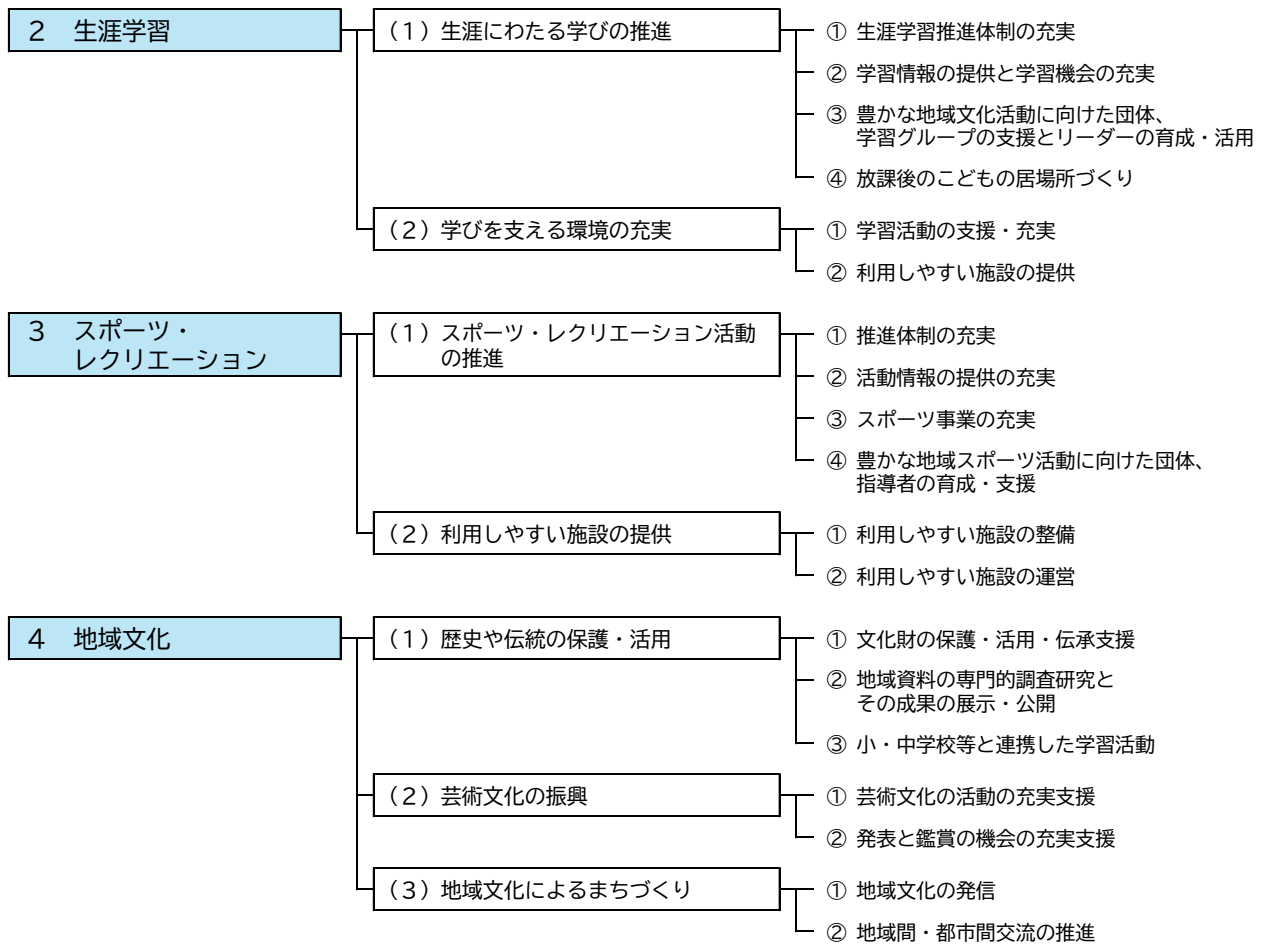 ２　生涯学習
（１）生涯にわたる学びの推進
① 生涯学習推進体制の充実
② 学習情報の提供と学習機会の充実
③ 豊かな地域文化活動に向けた団体、
学習グループの支援とリーダーの育成・活用
④ 放課後のこどもの居場所づくり
（２）学びを支える環境の充実
① 学習活動の支援・充実
② 利用しやすい施設の提供
３　スポーツ・
レクリエーション
（１）スポーツ・レクリエーション活動
の推進
① 推進体制の充実
② 活動情報の提供の充実
③ スポーツ事業の充実
④ 豊かな地域スポーツ活動に向けた団体、
指導者の育成・支援
（２）利用しやすい施設の提供
① 利用しやすい施設の整備
② 利用しやすい施設の運営
４　地域文化
（１）歴史や伝統の保護・活用
① 文化財の保護・活用・伝承支援
② 地域資料の専門的調査研究と
その成果の展示・公開
③ 小・中学校等と連携した学習活動
（２）芸術文化の振興
① 芸術文化の活動の充実支援
② 発表と鑑賞の機会の充実支援
（３）地域文化によるまちづくり
① 地域文化の発信
② 地域間・都市間交流の推進